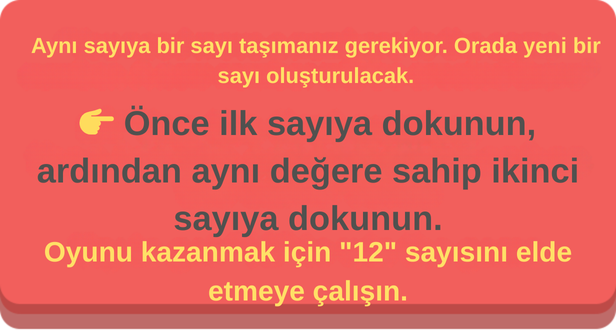 Aynı sayıya bir sayı taşımanız gerekiyor. Orada yeni bir
sayı oluşturulacak.
👉 Önce ilk sayıya dokunun,
ardından aynı değere sahip ikinci
sayıya dokunun.
Oyunu kazanmak için "12" sayısını elde
etmeye çalışın.